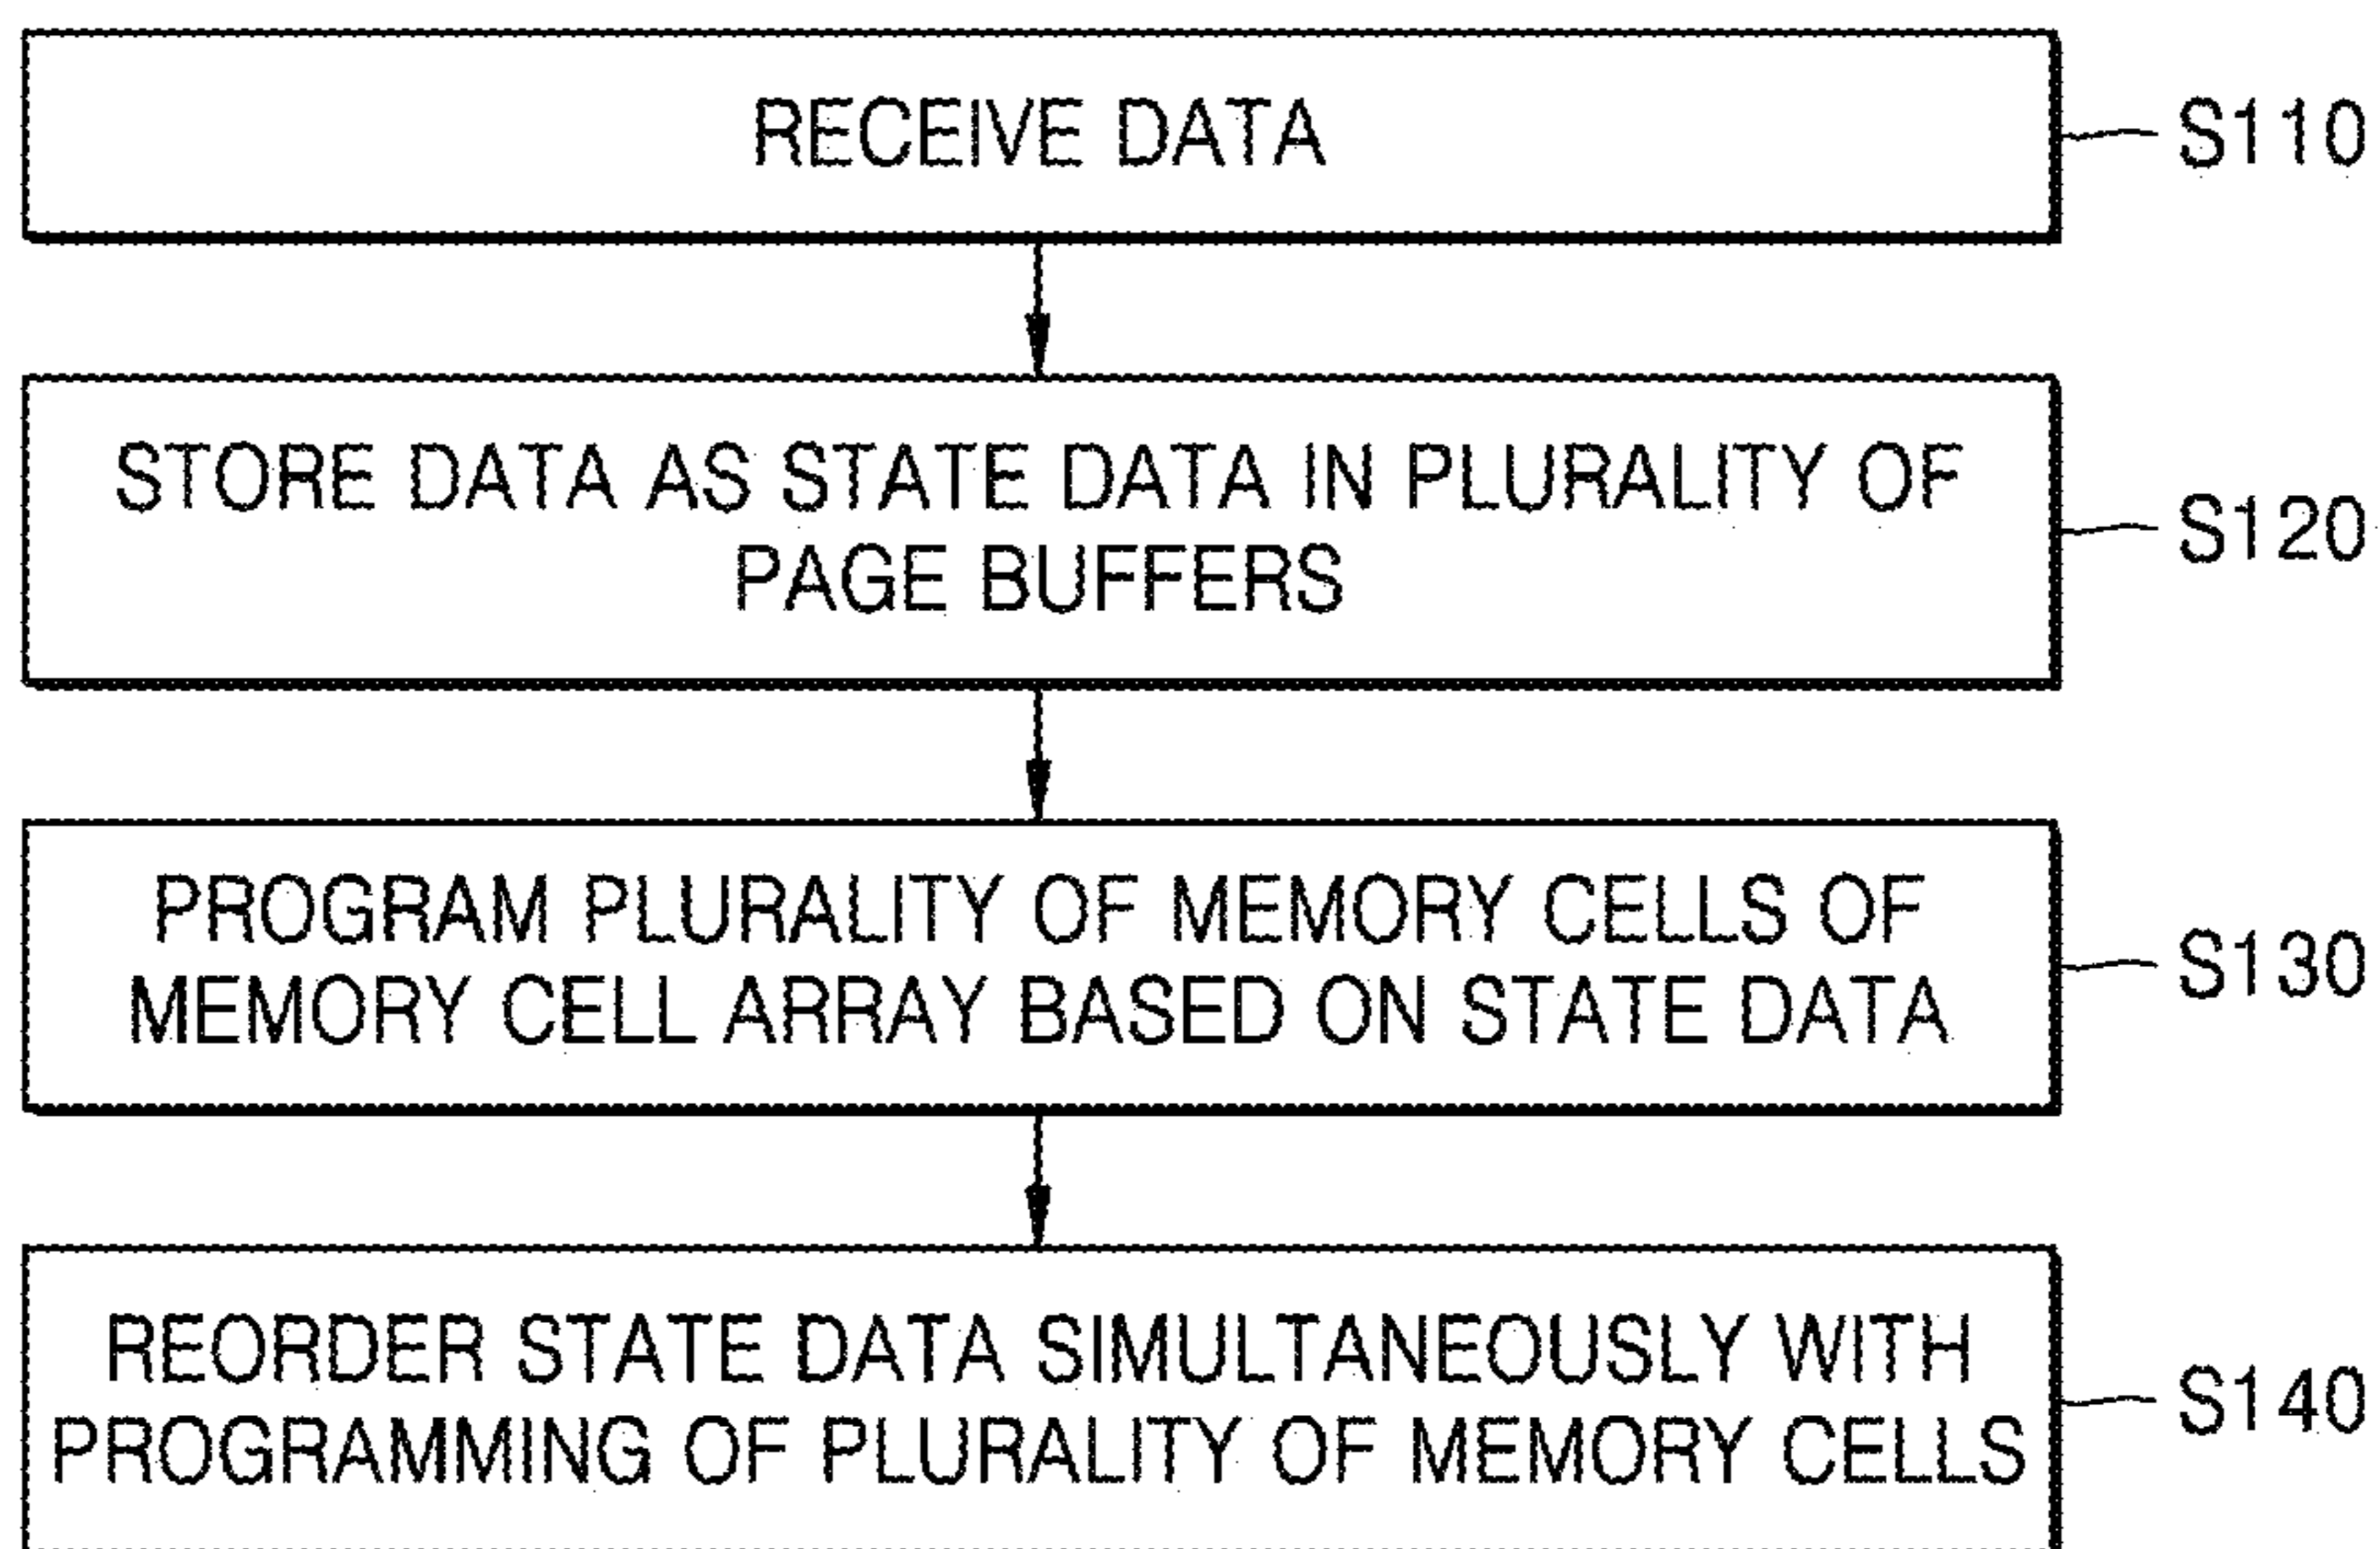 RECEIVE DATA
S110
STORE DATA AS STATE DATA IN PLURALITY OF
PAGE BUFFERS
S120
PROGRAM PLURALITY OF MEMORY CELLS OF
MEMORY CELL ARRAY BASED ON STATE DATA
S130
REORDER STATE DATA SIMULTANEOUSLY WITH
PROGRAMMING OF PLURALITY OF MEMORY CELLS
S140